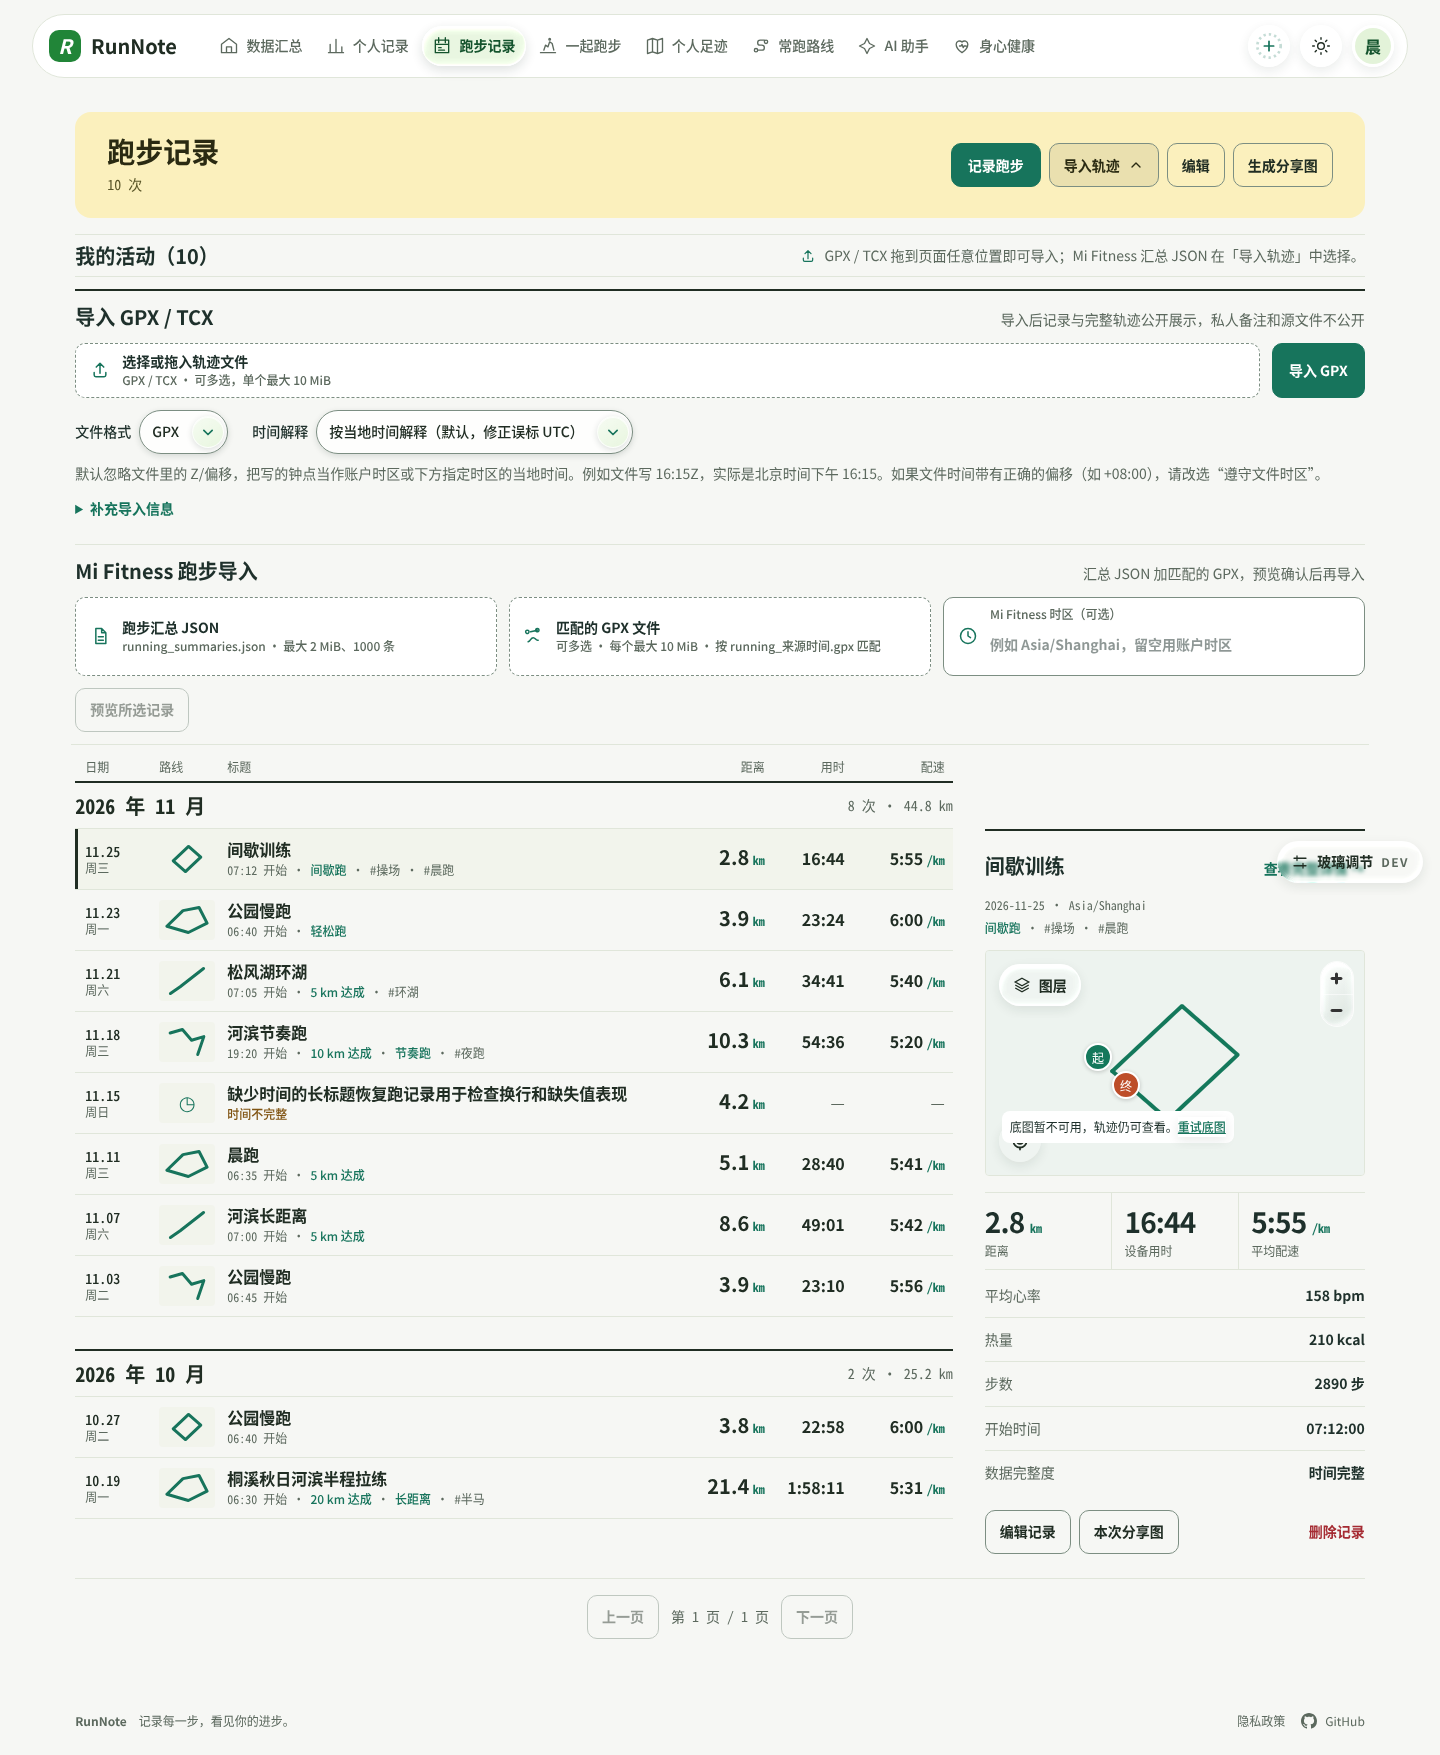 R RunNote 数据汇总 个人记录 跑步记录 一起跑步 个人足迹 常跑路线 AI 助手 身心健康 晨
跑步记录
10 次
记录跑步 导入轨迹 编辑 生成分享图
我的活动（10）
GPX / TCX 拖到页面任意位置即可导入；Mi Fitness 汇总 JSON 在「导入轨迹」中选择。
导入 GPX / TCX
导入后记录与完整轨迹公开展示，私人备注和源文件不公开
选择或拖入轨迹文件
GPX / TCX · 可多选，单个最大 10 MiB
导入 GPX
文件格式 GPX 时间解释 按当地时间解释（默认，修正误标 UTC）
默认忽略文件里的 Z/偏移，把写的钟点当作账户时区或下方指定时区的当地时间。例如文件写 16:15Z，实际是北京时间下午 16:15。如果文件时间带有正确的偏移（如 +08:00），请改选“遵守文件时区”。
补充导入信息
Mi Fitness 跑步导入
汇总 JSON 加匹配的 GPX，预览确认后再导入
跑步汇总 JSON
running_summaries.json · 最大 2 MiB、1000 条
匹配的 GPX 文件
可多选 · 每个最大 10 MiB · 按 running_来源时间.gpx 匹配
Mi Fitness 时区（可选）
例如 Asia/Shanghai，留空用账户时区
预览所选记录
日期 路线 标题 距离 用时 配速
2026 年 11 月 8 次 · 44.8 km
11.25 间歇训练 2.8 km 16:44 5:55 /km
周三 07:12 开始 · 间歇跑 · #操场 · #晨跑
11.23 公园慢跑 3.9 km 23:24 6:00 /km
周一 06:40 开始 · 轻松跑
11.21 松风湖环湖 6.1 km 34:41 5:40 /km
周六 07:05 开始 · 5 km 达成 · #环湖
11.18 河滨节奏跑 10.3 km 54:36 5:20 /km
周三 19:20 开始 · 10 km 达成 · 节奏跑 · #夜跑
11.15 缺少时间的长标题恢复跑记录用于检查换行和缺失值表现 4.2 km — —
周日 时间不完整
11.11 晨跑 5.1 km 28:40 5:41 /km
周三 06:35 开始 · 5 km 达成
11.07 河滨长距离 8.6 km 49:01 5:42 /km
周六 07:00 开始 · 5 km 达成
11.03 公园慢跑 3.9 km 23:10 5:56 /km
周二 06:45 开始
2026 年 10 月 2 次 · 25.2 km
10.27 公园慢跑 3.8 km 22:58 6:00 /km
周二 06:40 开始
10.19 桐溪秋日河滨半程拉练 21.4 km 1:58:11 5:31 /km
周一 06:30 开始 · 20 km 达成 · 长距离 · #半马
间歇训练
玻璃调节 DEV
2026-11-25 · Asia/Shanghai
间歇跑 · #操场 · #晨跑
图层
+
−
起
终
底图暂不可用，轨迹仍可查看。重试底图
2.8 km 16:44 5:55 /km
距离 设备用时 平均配速
平均心率 158 bpm
热量 210 kcal
步数 2890 步
开始时间 07:12:00
数据完整度 时间完整
编辑记录 本次分享图 删除记录
上一页 第 1 页 / 1 页 下一页
RunNote 记录每一步，看见你的进步。 隐私政策 GitHub